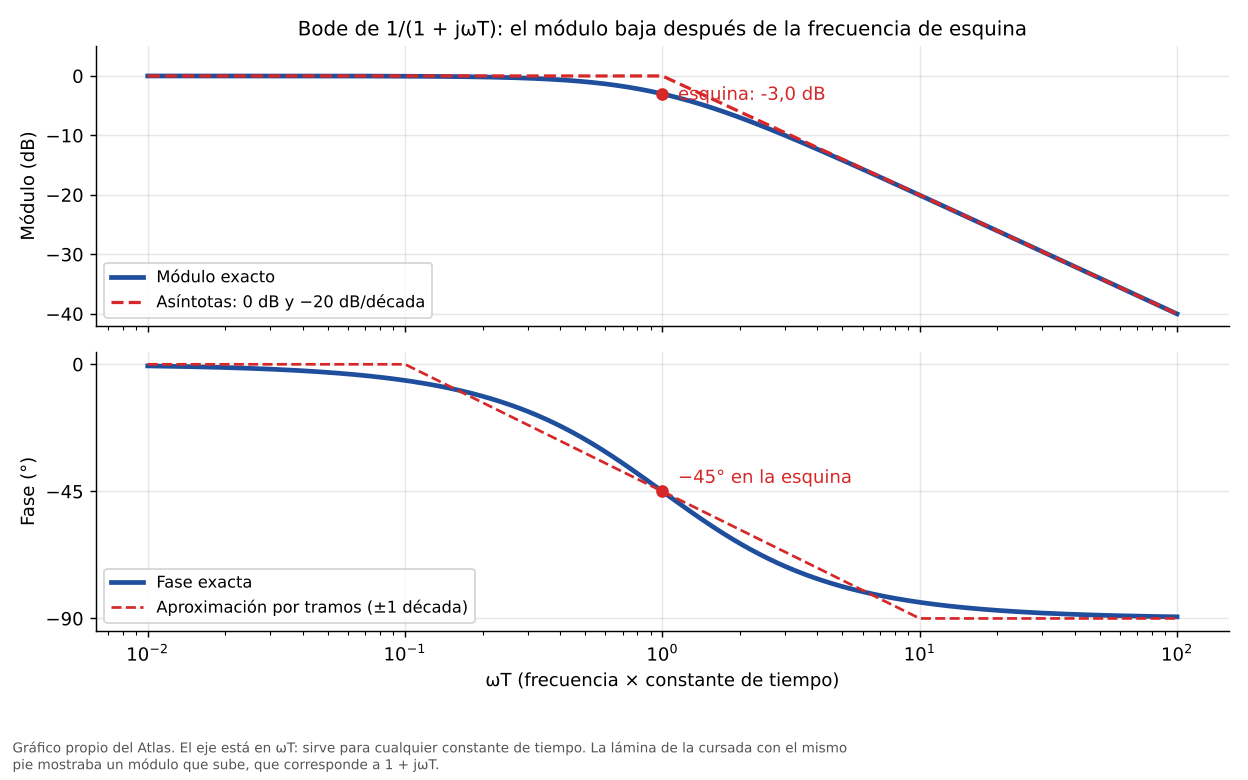 Bode de 1/(1 + jωT): el módulo baja después de la frecuencia de esquina
Módulo (dB)
0
−10
−20
−30
−40
esquina: -3,0 dB
Módulo exacto
Asíntotas: 0 dB y −20 dB/década
Fase (°)
0
−45
−90
−45° en la esquina
Fase exacta
Aproximación por tramos (±1 década)
10⁻² 10⁻¹ 10⁰ 10¹ 10²
ωT (frecuencia × constante de tiempo)
Gráfico propio del Atlas. El eje está en ωT: sirve para cualquier constante de tiempo. La lámina de la cursada con el mismo
pie mostraba un módulo que sube, que corresponde a 1 + jωT.